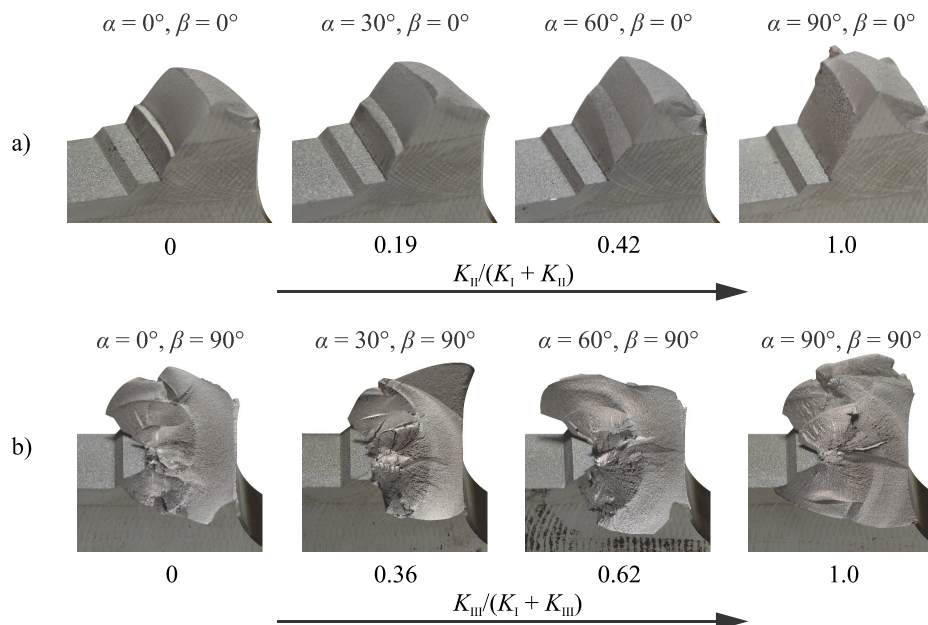 α = 0°, β = 0° α = 30°, β = 0° α = 60°, β = 0° α = 90°, β = 0°
a)
0 0.19 0.42 1.0
K_II/(K_I + K_II)
α = 0°, β = 90° α = 30°, β = 90° α = 60°, β = 90° α = 90°, β = 90°
b)
0 0.36 0.62 1.0
K_III/(K_I + K_III)